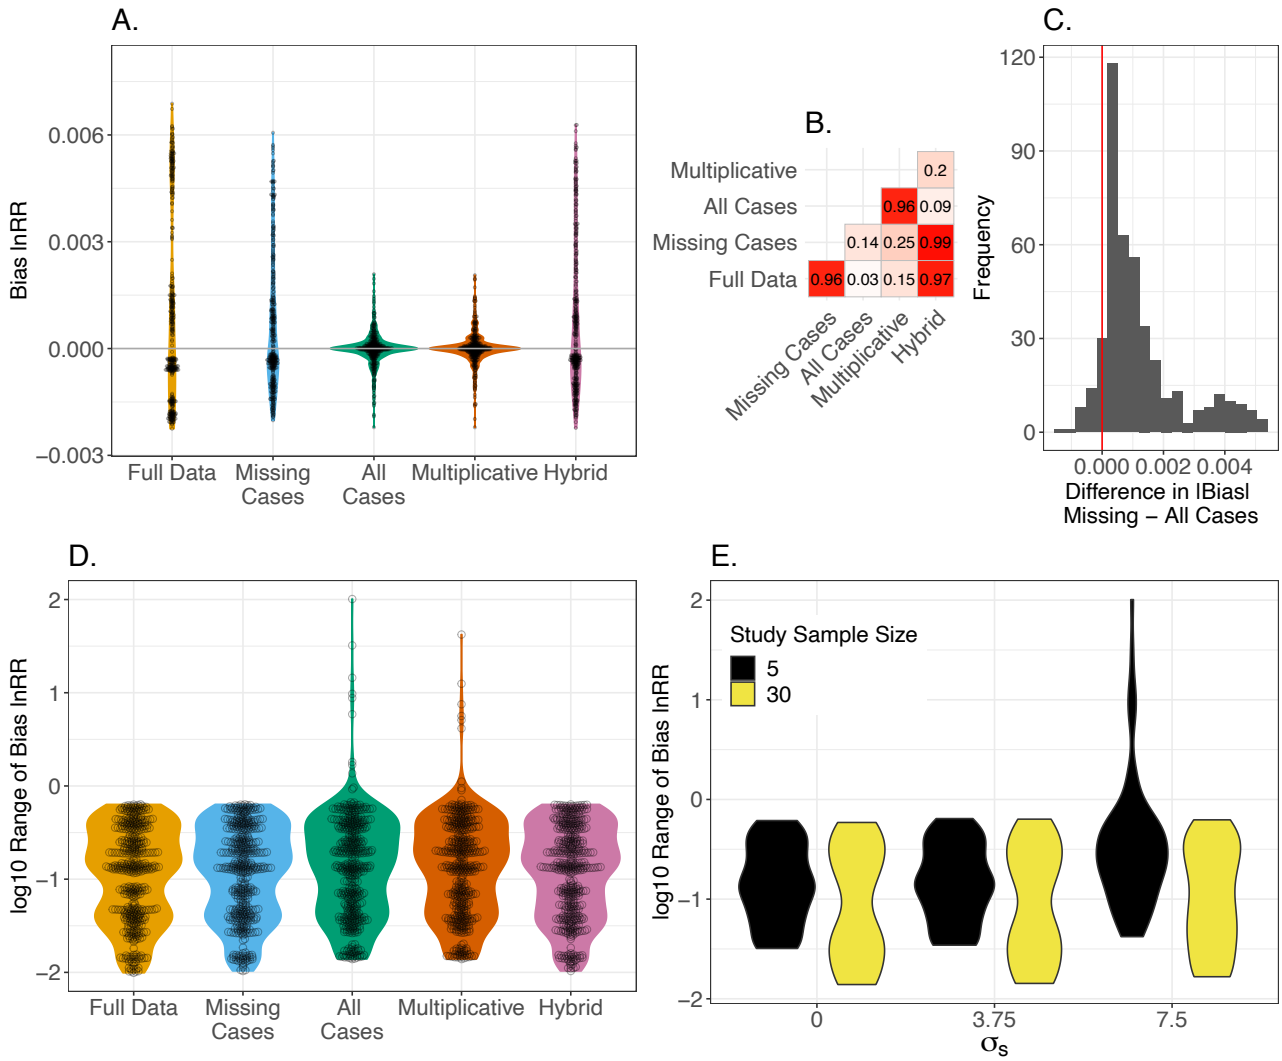 A.
Bias lnRR
0.006
0.003
0.000
−0.003
Full Data
Missing
Cases
All
Cases
Multiplicative
Hybrid
B.
Multiplicative
All Cases
Missing Cases
Full Data
0.2
0.96
0.09
0.14
0.25
0.99
0.96
0.03
0.15
0.97
Missing Cases
All Cases
Multiplicative
Hybrid
C.
Frequency
120
90
60
30
0
0.000
0.002
0.004
Difference in |Bias|
Missing − All Cases
D.
log10 Range of Bias lnRR
2
1
0
−1
−2
Full Data
Missing
Cases
All
Cases
Multiplicative
Hybrid
E.
log10 Range of Bias lnRR
2
1
0
−1
−2
Study Sample Size
5
30
0
3.75
7.5
σs